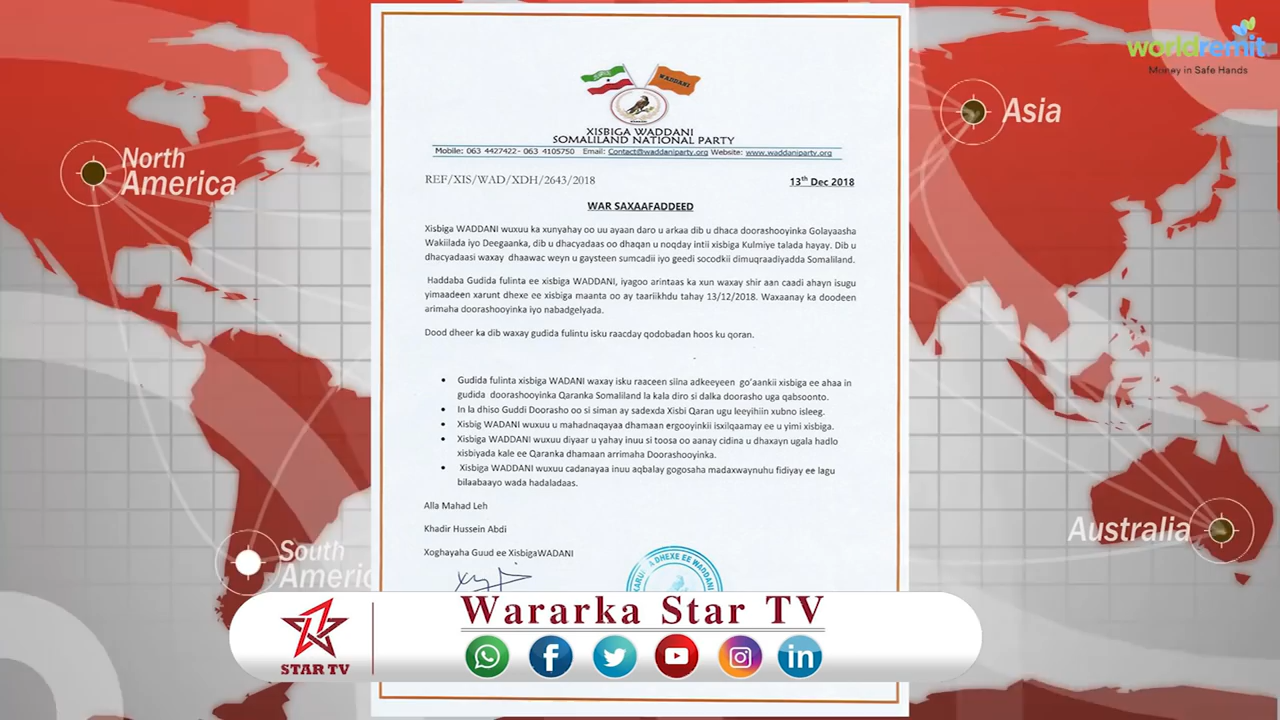 worldremit
Money in Safe Hands
North
America
Asia
South
Australia
WADDANI
XISBIGA WADDANI
SOMALILAND NATIONAL PARTY
Mobile: 063 4427422- 063 4105750 Email: Contact@waddaniparty.org Website: www.waddaniparty.org
REF/XIS/WAD/XDH/2643/2018
13th Dec 2018
WAR SAXAAFADDEED
Xisbiga WADDANI wuxuu ka xunyahay oo uu ayaan daro u arkaa dib u dhaca doorashooyinka Golayaasha
Wakiilada iyo Deegaanka, dib u dhacyadaas oo dhaqan u noqday intii xisbiga Kulmiye talada hayay. Dib u
dhacyadaasi waxay dhaawac weyn u gaysteen sumcadii iyo geedi socodkii dimuqraadiyadda Somaliland.
Haddaba Gudida fulinta ee xisbiga WADDANI, iyagoo arintaas ka xun waxay shir aan caadi ahayn isugu
yimaadeen xarunt dhexe ee xisbiga maanta oo ay taariikhdu tahay 13/12/2018. Waxaanay ka doodeen
arimaha doorashooyinka iyo nabadgelyada.
Dood dheer ka dib waxay gudida fulintu isku raacday qodobadan hoos ku qoran.
• Gudida fulinta xisbiga WADANI waxay isku raaceen siina adkeeyeen go'aankii xisbiga ee ahaa in
gudida doorashooyinka Qaranka Somaliland la kala diro si dalka doorasho uga qabsoonto.
• In la dhiso Guddi Doorasho oo si siman ay sadexda Xisbi Qaran ugu leeyihiin xubno isleeg.
• Xisbig WADANI wuxuu u mahadnaqayaa dhamaan ergooyinkii isxilqaamay ee u yimi xisbiga.
• Xisbiga WADDANI wuxuu diyaar u yahay inuu si toosa oo aanay cidina u dhaxayn ugala hadlo
xisbiyada kale ee Qaranka dhamaan arrimaha Doorashooyinka.
• Xisbiga WADDANI wuxuu cadanayaa inuu aqbalay gogosaha madaxwaynuhu fidiyay ee lagu
bilaabaayo wada hadaladaas.
Alla Mahad Leh
Khadir Hussein Abdi
Xoghayaha Guud ee XisbigaWADANI
DHEXE EE WADDANI
STAR TV
Wararka Star TV